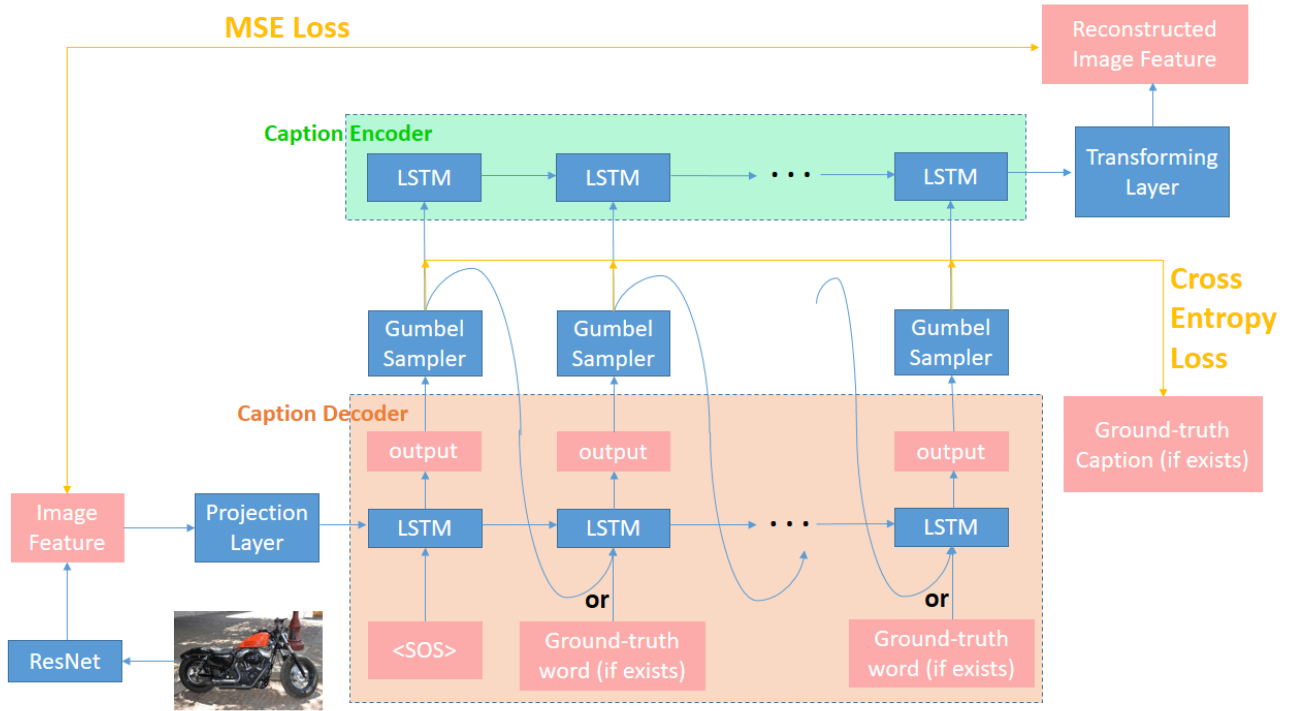 MSE Loss
Reconstructed
Image Feature
Caption Encoder
LSTM
LSTM
...
LSTM
Transforming
Layer
Cross
Entropy
Loss
Gumbel
Sampler
Gumbel
Sampler
Gumbel
Sampler
Caption Decoder
output
output
output
Ground-truth
Caption (if exists)
Image
Feature
Projection
Layer
LSTM
LSTM
...
LSTM
or
or
ResNet
<SOS>
Ground-truth
word (if exists)
Ground-truth
word (if exists)